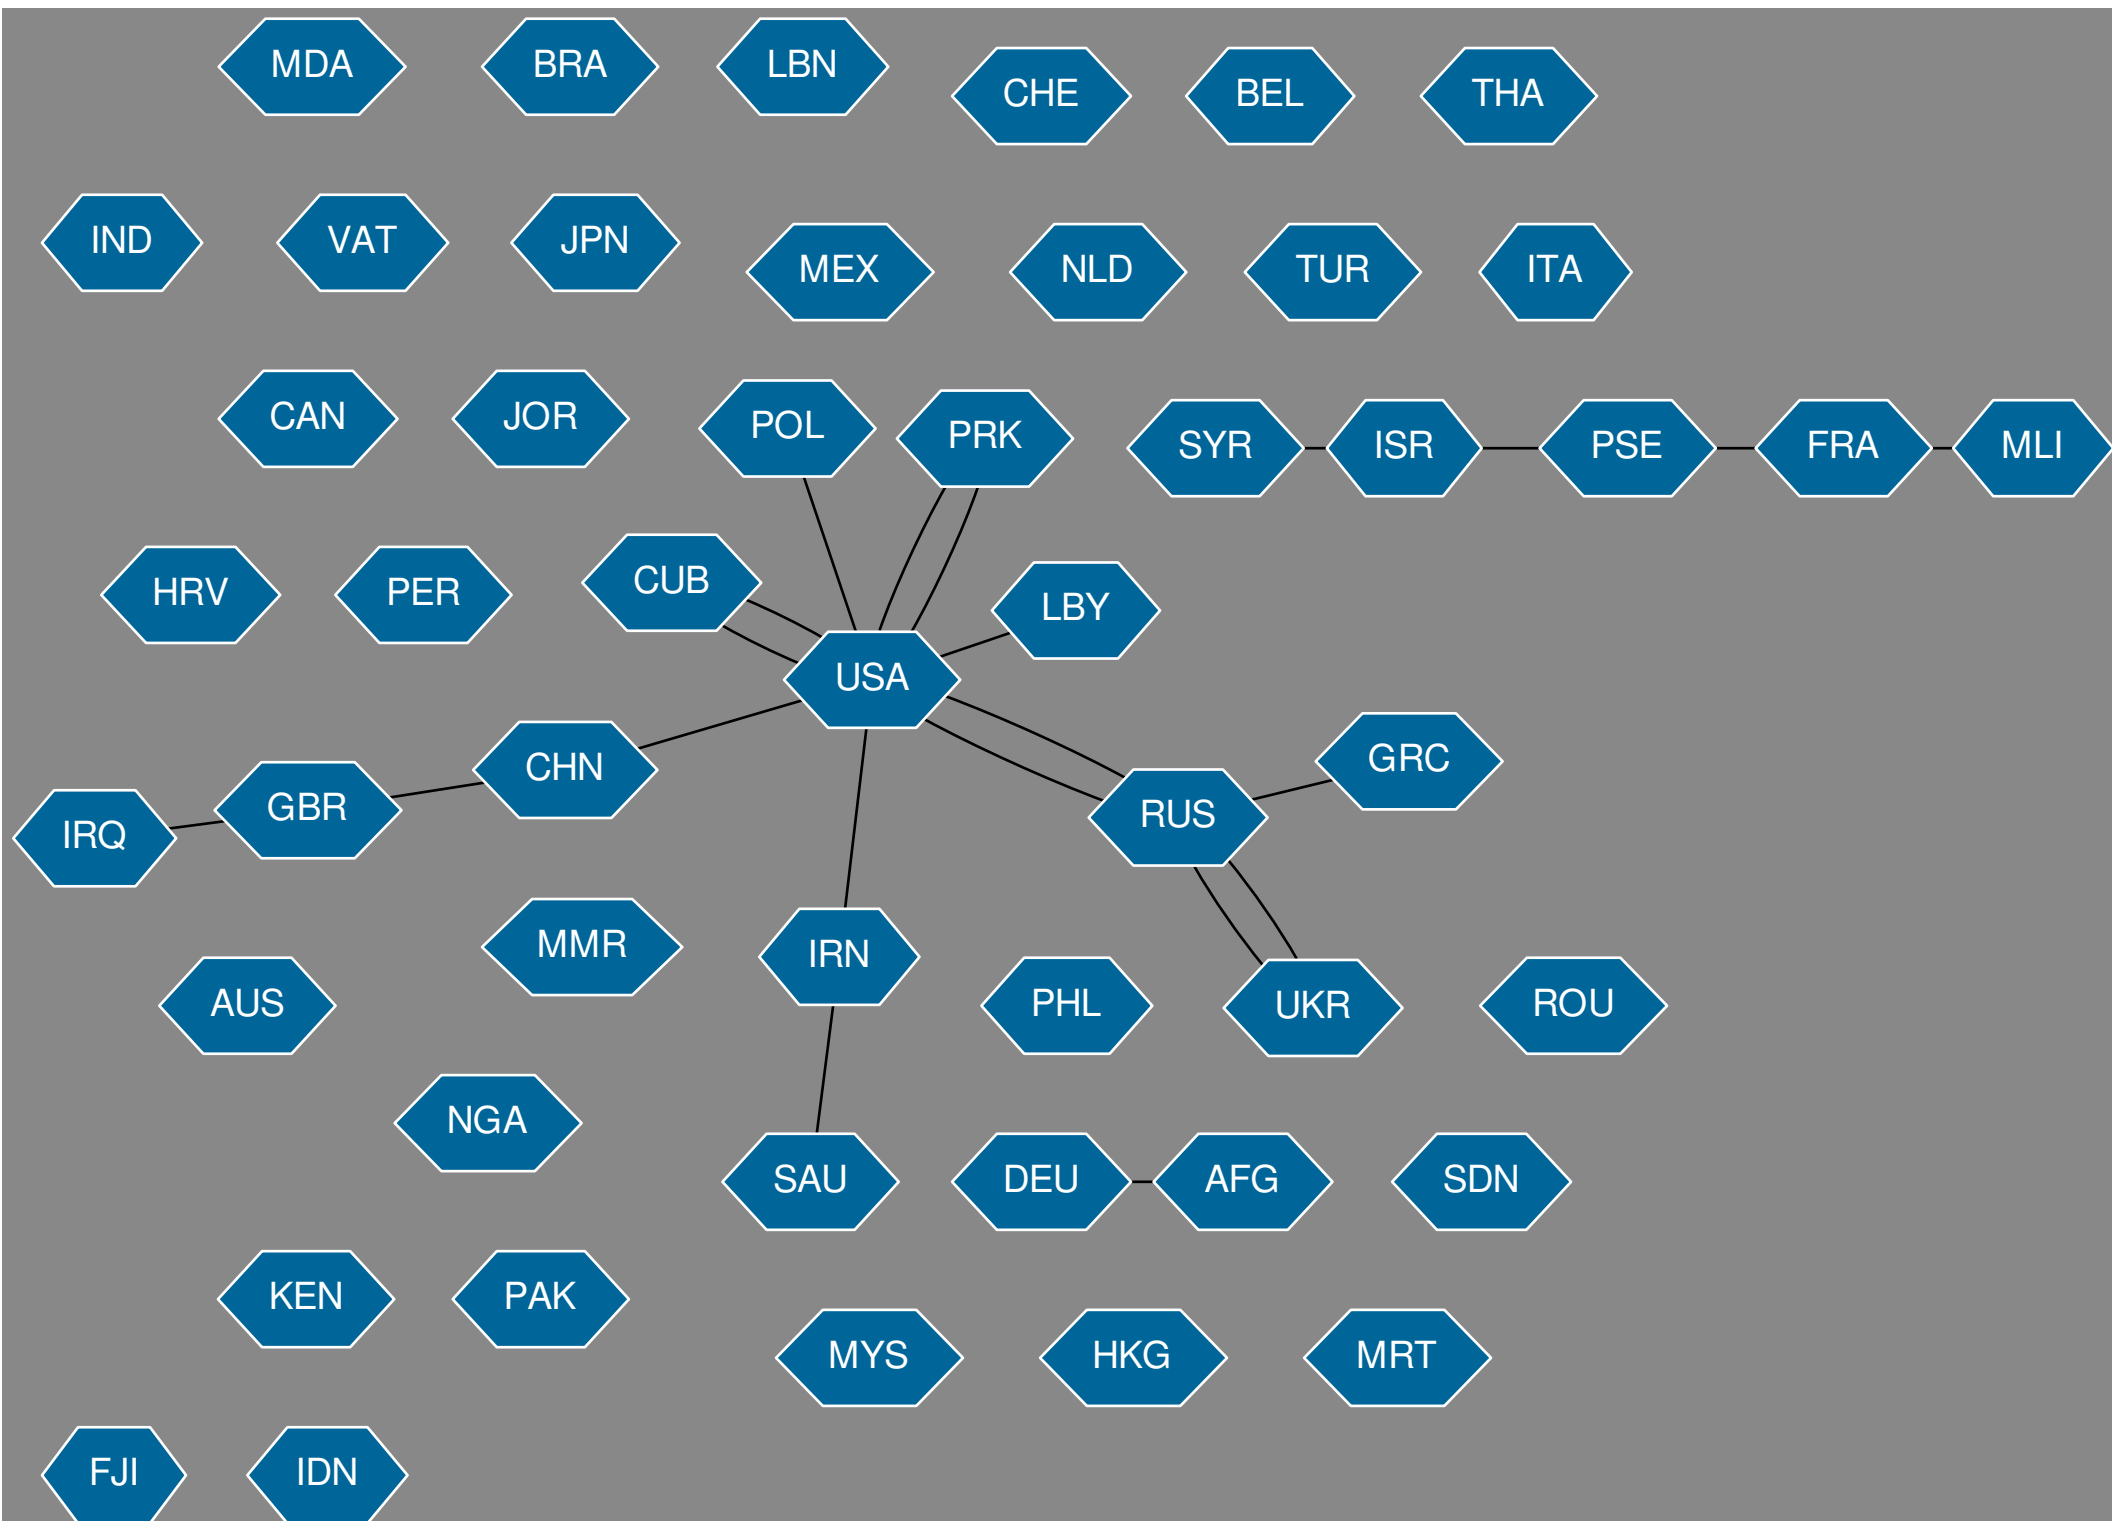 MDA
BRA
LBN
CHE
BEL
THA
IND
VAT
JPN
MEX
NLD
TUR
ITA
CAN
JOR
POL
PRK
SYR
ISR
PSE
FRA
MLI
HRV
PER
CUB
LBY
USA
CHN
GRC
IRQ
GBR
RUS
MMR
IRN
AUS
PHL
UKR
ROU
NGA
SAU
DEU
AFG
SDN
KEN
PAK
MYS
HKG
MRT
FJI
IDN